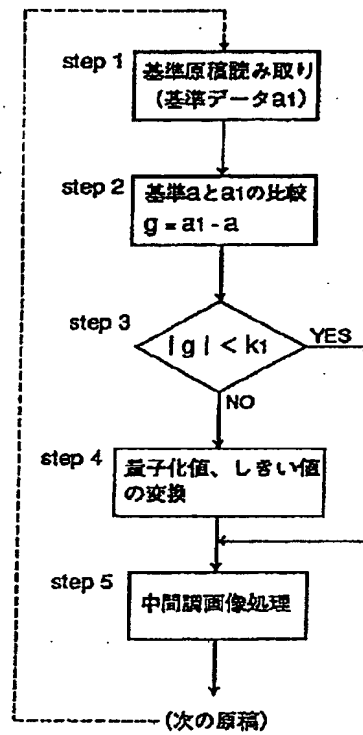 step 1
基準原稿読み取り
(基準データa1)
step 2
基準aとa1の比較
g = a1 - a
step 3
| g | < k1
YES
NO
step 4
量子化値、しきい値
の変換
step 5
中間調画像処理
(次の原稿)